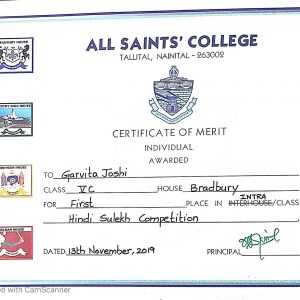 ALL SAINTS' COLLEGE
TALLITAL, NAINITAL - 263002
CERTIFICATE OF MERIT
INDIVIDUAL
AWARDED
TO Garvita Joshi
CLASS V C HOUSE Bradbury
FOR First PLACE IN INTRA INTERHOUSE/CLASS
Hindi Sulekh Competition
DATED: 13th November, 2019 PRINCIPAL
with CamScanner